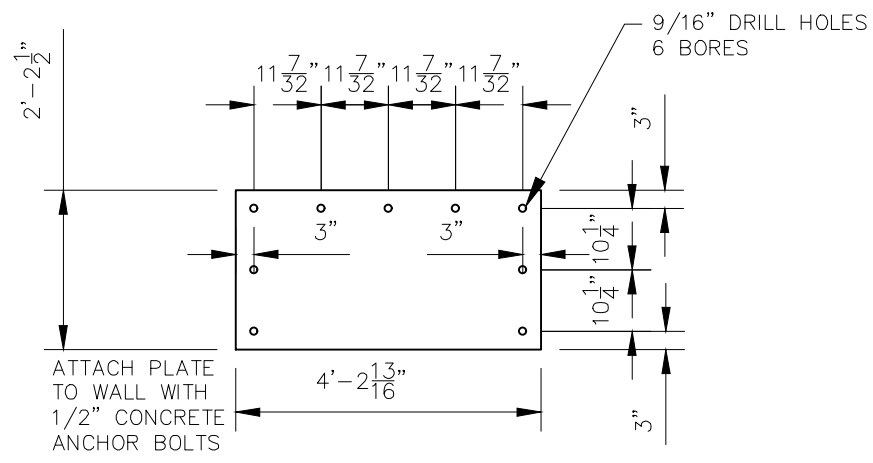 9/16” DRILL HOLES
6 BORES
11 7/32” 11 7/32” 11 7/32” 11 7/32”
2'-2 1/2”
3”
3” 3”
10 1/4”
10 1/4”
3”
4'-2 13/16”
ATTACH PLATE
TO WALL WITH
1/2” CONCRETE
ANCHOR BOLTS